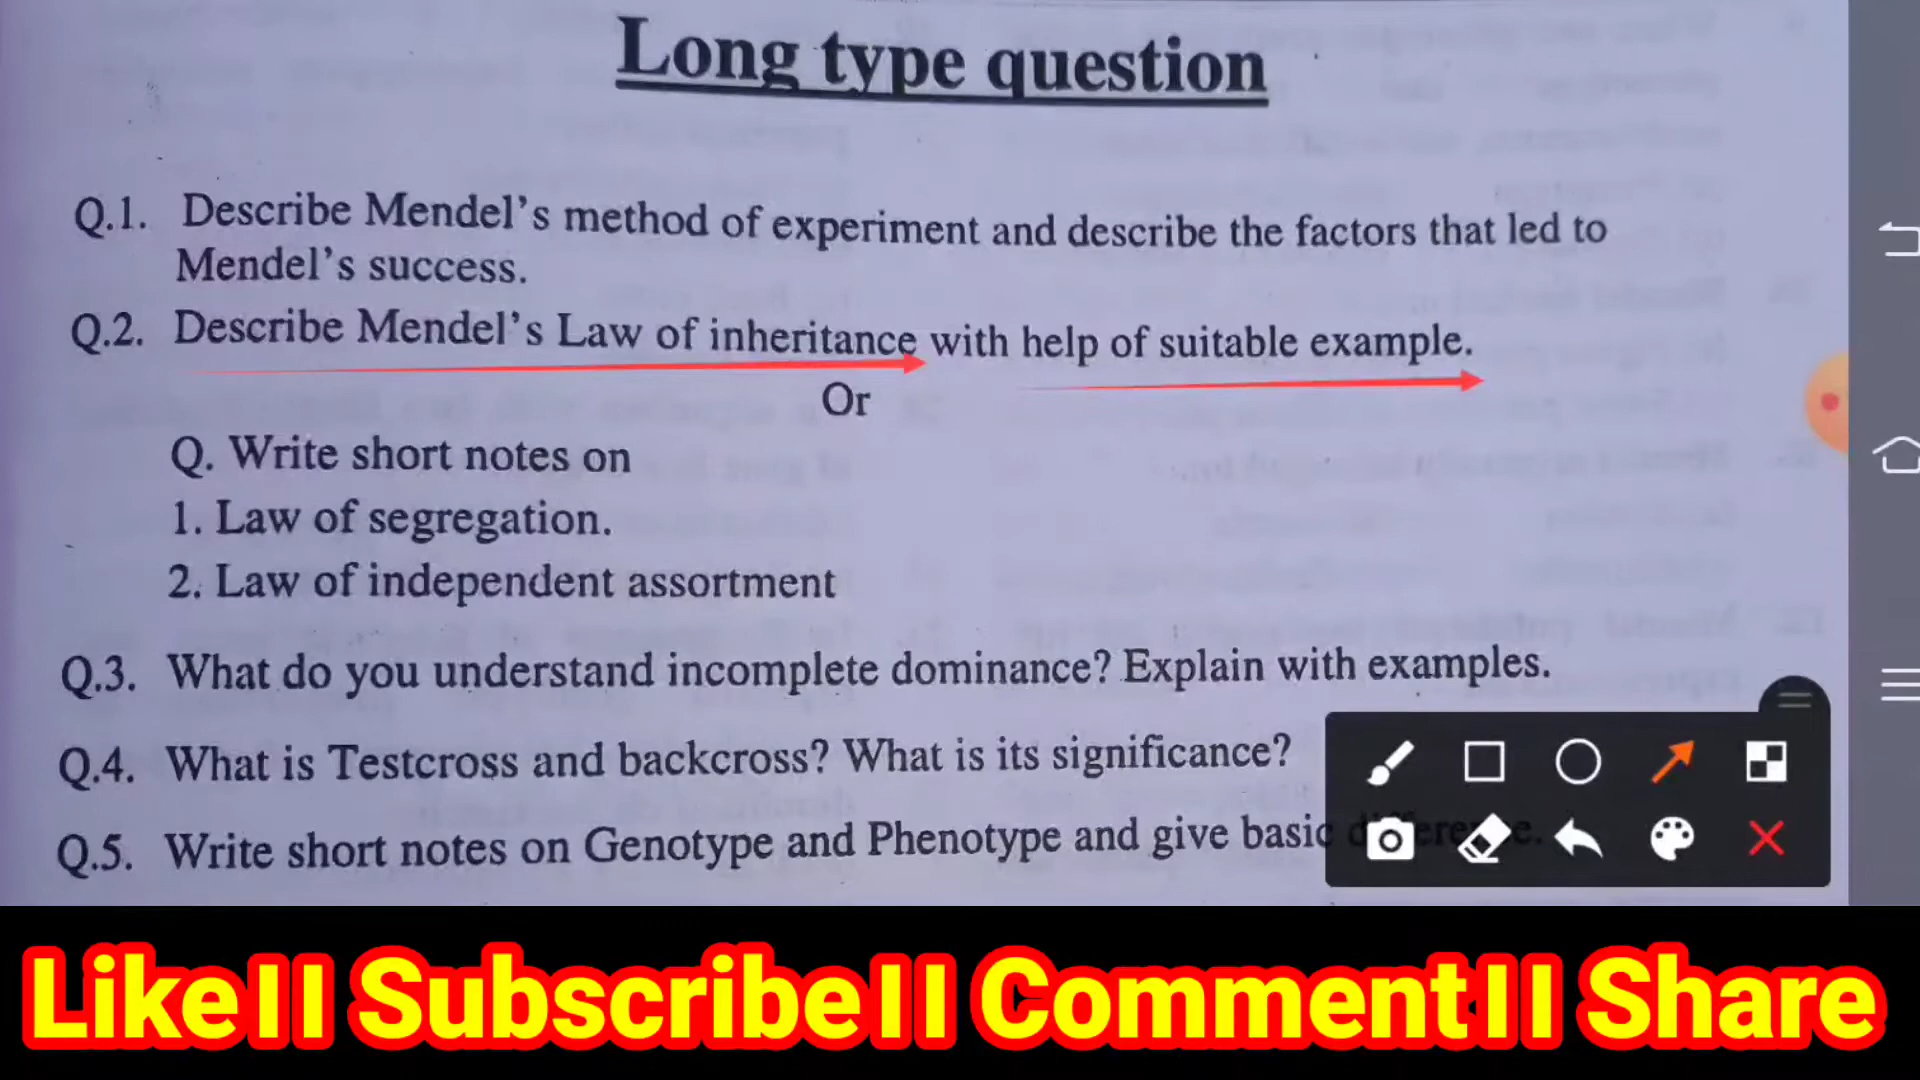 Long type question
Q.1. Describe Mendel's method of experiment and describe the factors that led to
Mendel's success.
Q.2. Describe Mendel's Law of inheritance with help of suitable example.
Or
Q. Write short notes on
1. Law of segregation.
2. Law of independent assortment
Q.3. What do you understand incomplete dominance? Explain with examples.
Q.4. What is Testcross and backcross? What is its significance?
Q.5. Write short notes on Genotype and Phenotype and give basic
Like II Subscribe II Comment II Share